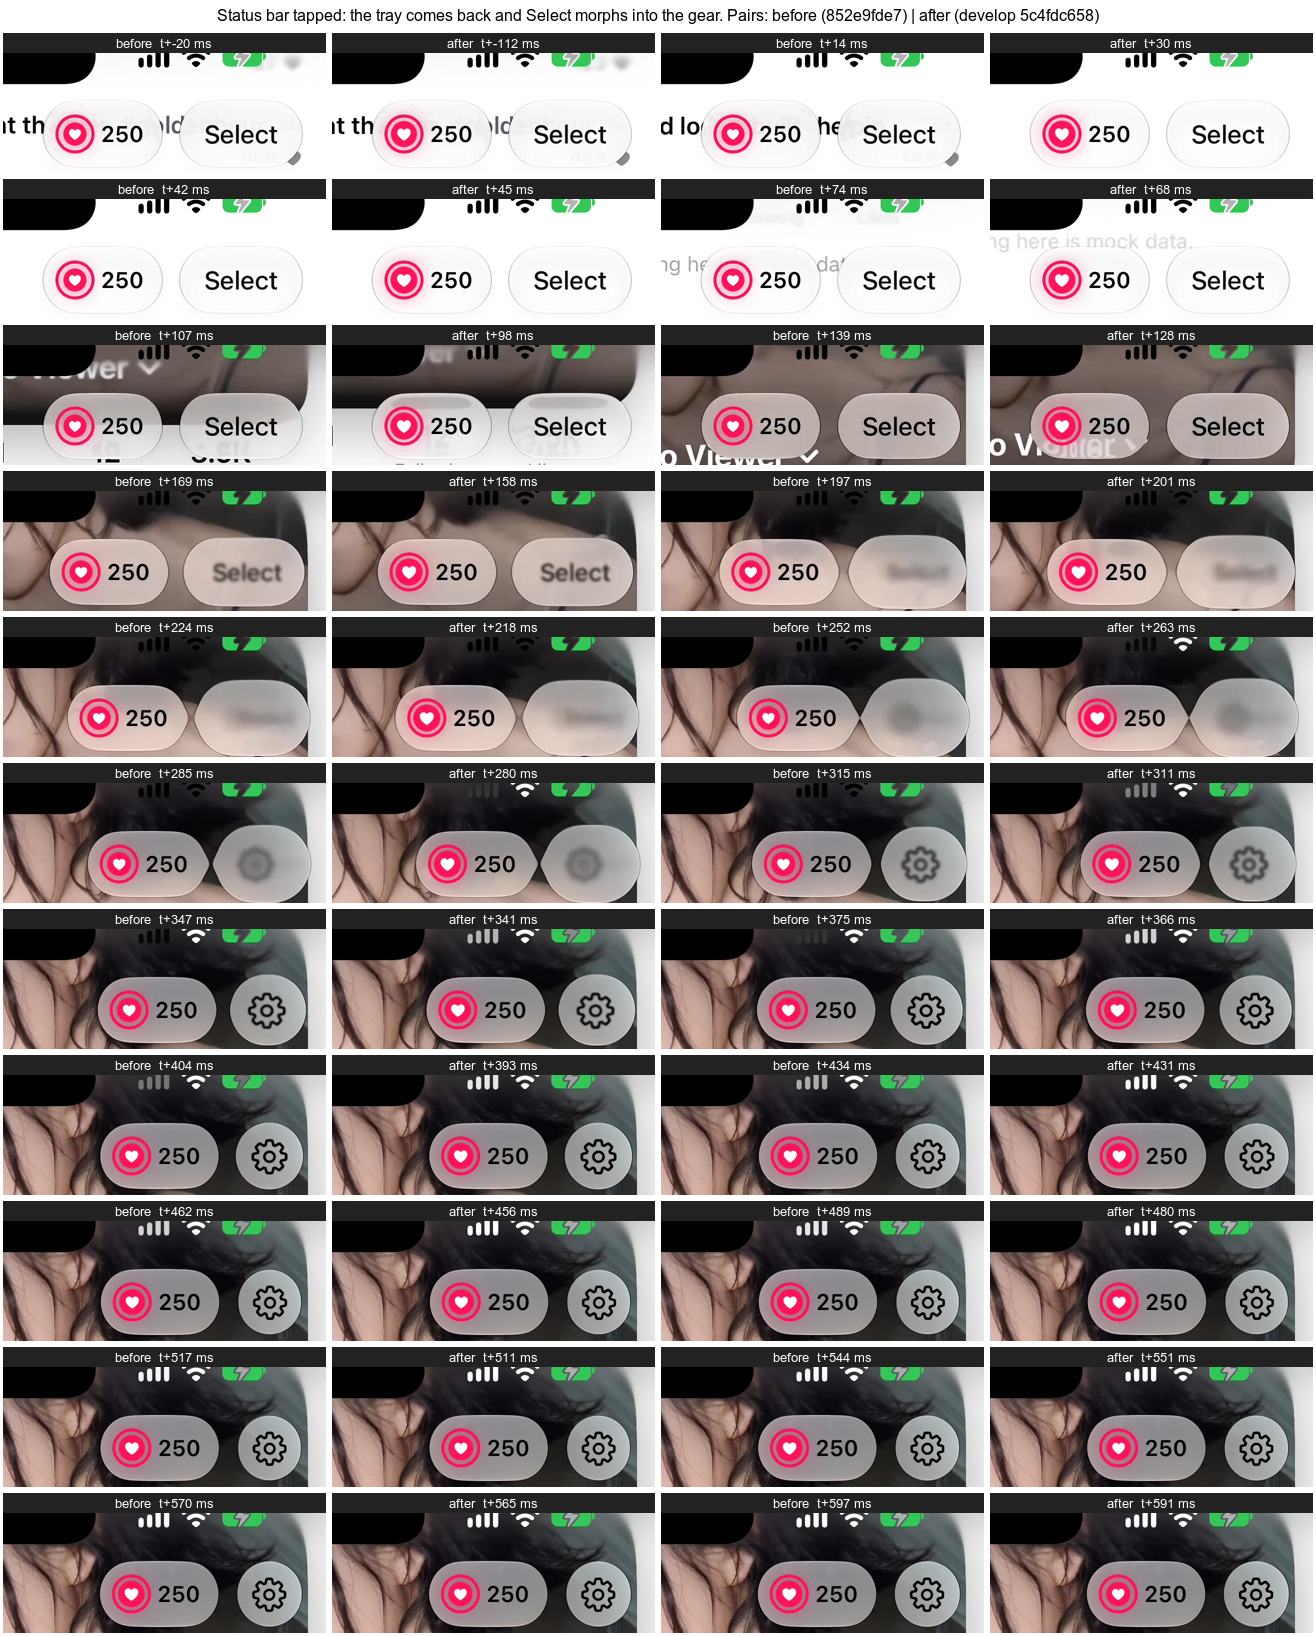 Status bar tapped: the tray comes back and Select morphs into the gear. Pairs: before (852e9fde7) | after (develop 5c4fdc658)
before t+-20 ms
after t+-112 ms
before t+14 ms
after t+30 ms
250 Select
250 Select
250 Select
250 Select
before t+42 ms
after t+45 ms
before t+74 ms
after t+68 ms
ng here is mock data.
250 Select
250 Select
250 Select
250 Select
before t+107 ms
after t+98 ms
before t+139 ms
after t+128 ms
Viewer
250 Select
250 Select
250 Select
250 Select
o Viewer
o Viewer
before t+169 ms
after t+158 ms
before t+197 ms
after t+201 ms
250 Select
250 Select
250 Select
250 Select
before t+224 ms
after t+218 ms
before t+252 ms
after t+263 ms
250
250
250
250
before t+285 ms
after t+280 ms
before t+315 ms
after t+311 ms
250
250
250
250
before t+347 ms
after t+341 ms
before t+375 ms
after t+366 ms
250
250
250
250
before t+404 ms
after t+393 ms
before t+434 ms
after t+431 ms
250
250
250
250
before t+462 ms
after t+456 ms
before t+489 ms
after t+480 ms
250
250
250
250
before t+517 ms
after t+511 ms
before t+544 ms
after t+551 ms
250
250
250
250
before t+570 ms
after t+565 ms
before t+597 ms
after t+591 ms
250
250
250
250